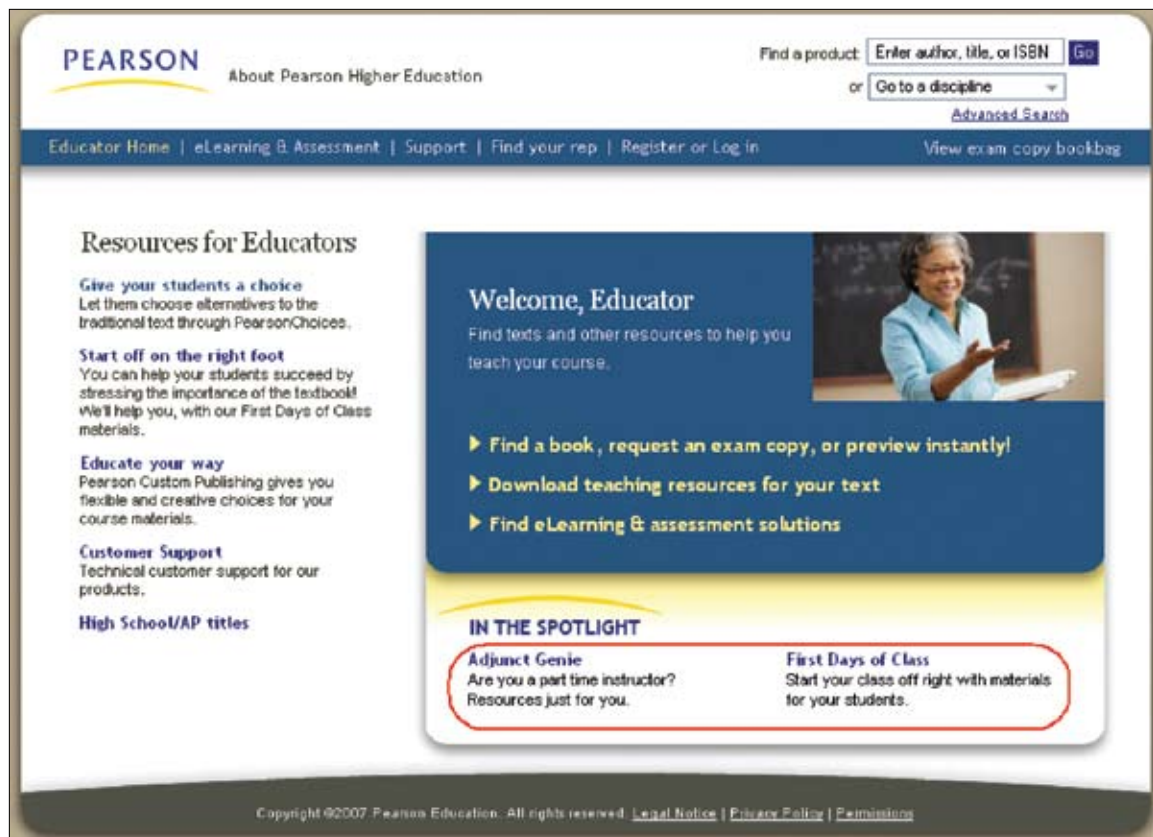 PEARSON
About Pearson Higher Education
Find a product:
Enter author, title, or ISBN
Go
or
Go to a discipline
Advanced Search
Educator Home | eLearning & Assessment | Support | Find your rep | Register or Log in
View exam copy bookbag
Resources for Educators
Give your students a choice
Let them choose alternatives to the
traditional text through PearsonChoices.
Start off on the right foot
You can help your students succeed by
stressing the importance of the textbook!
We'll help you, with our First Days of Class
materials.
Educate your way
Pearson Custom Publishing gives you
flexible and creative choices for your
course materials.
Customer Support
Technical customer support for our
products.
High School/AP titles
Welcome, Educator
Find texts and other resources to help you
teach your course.
Find a book, request an exam copy, or preview instantly!
Download teaching resources for your text
Find eLearning & assessment solutions
IN THE SPOTLIGHT
Adjunct Genie
Are you a part time instructor?
Resources just for you.
First Days of Class
Start your class off right with materials
for your students.
Copyright ©2007 Pearson Education. All rights reserved. Legal Notice | Privacy Policy | Permissions